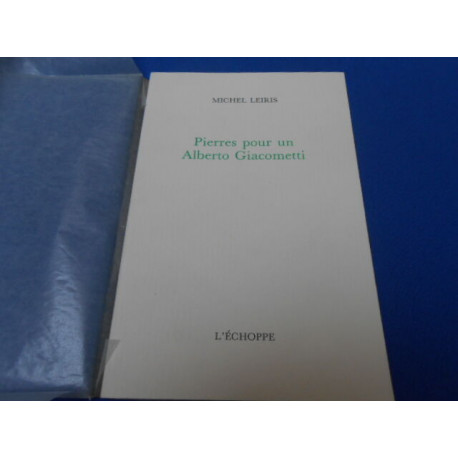 MICHEL LEIRIS
Pierres pour un
Alberto Giacometti
L'ÉCHOPPE